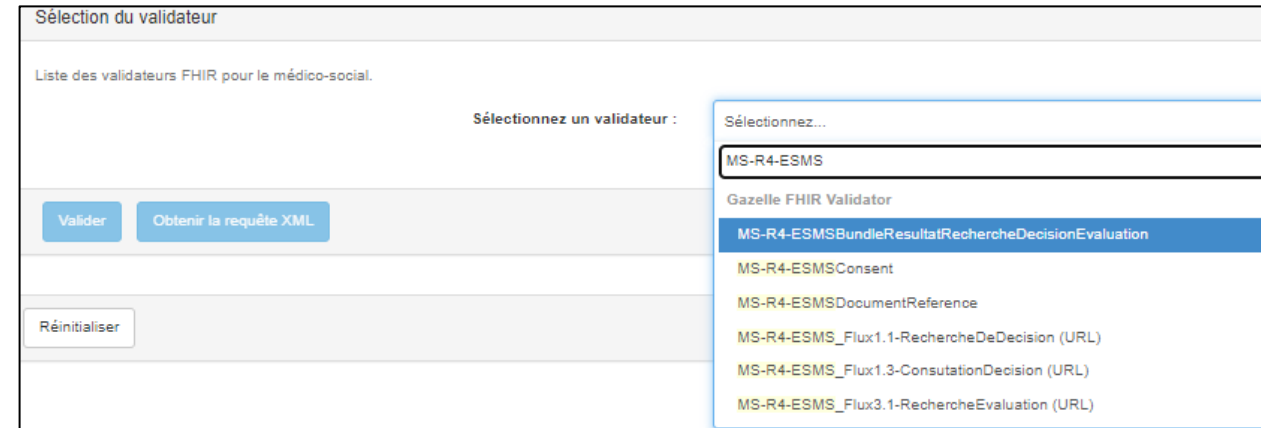 Sélection du validateur
Liste des validateurs FHIR pour le médico-social.
Sélectionnez un validateur :
Sélectionnez...
MS-R4-ESMS
Gazelle FHIR Validator
MS-R4-ESMSBundleResultatRechercheDecisionEvaluation
MS-R4-ESMSConsent
MS-R4-ESMSDocumentReference
MS-R4-ESMS_Flux1.1-RechercheDeDecision (URL)
MS-R4-ESMS_Flux1.3-ConsutationDecision (URL)
MS-R4-ESMS_Flux3.1-RechercheEvaluation (URL)
Valider
Obtenir la requête XML
Réinitialiser